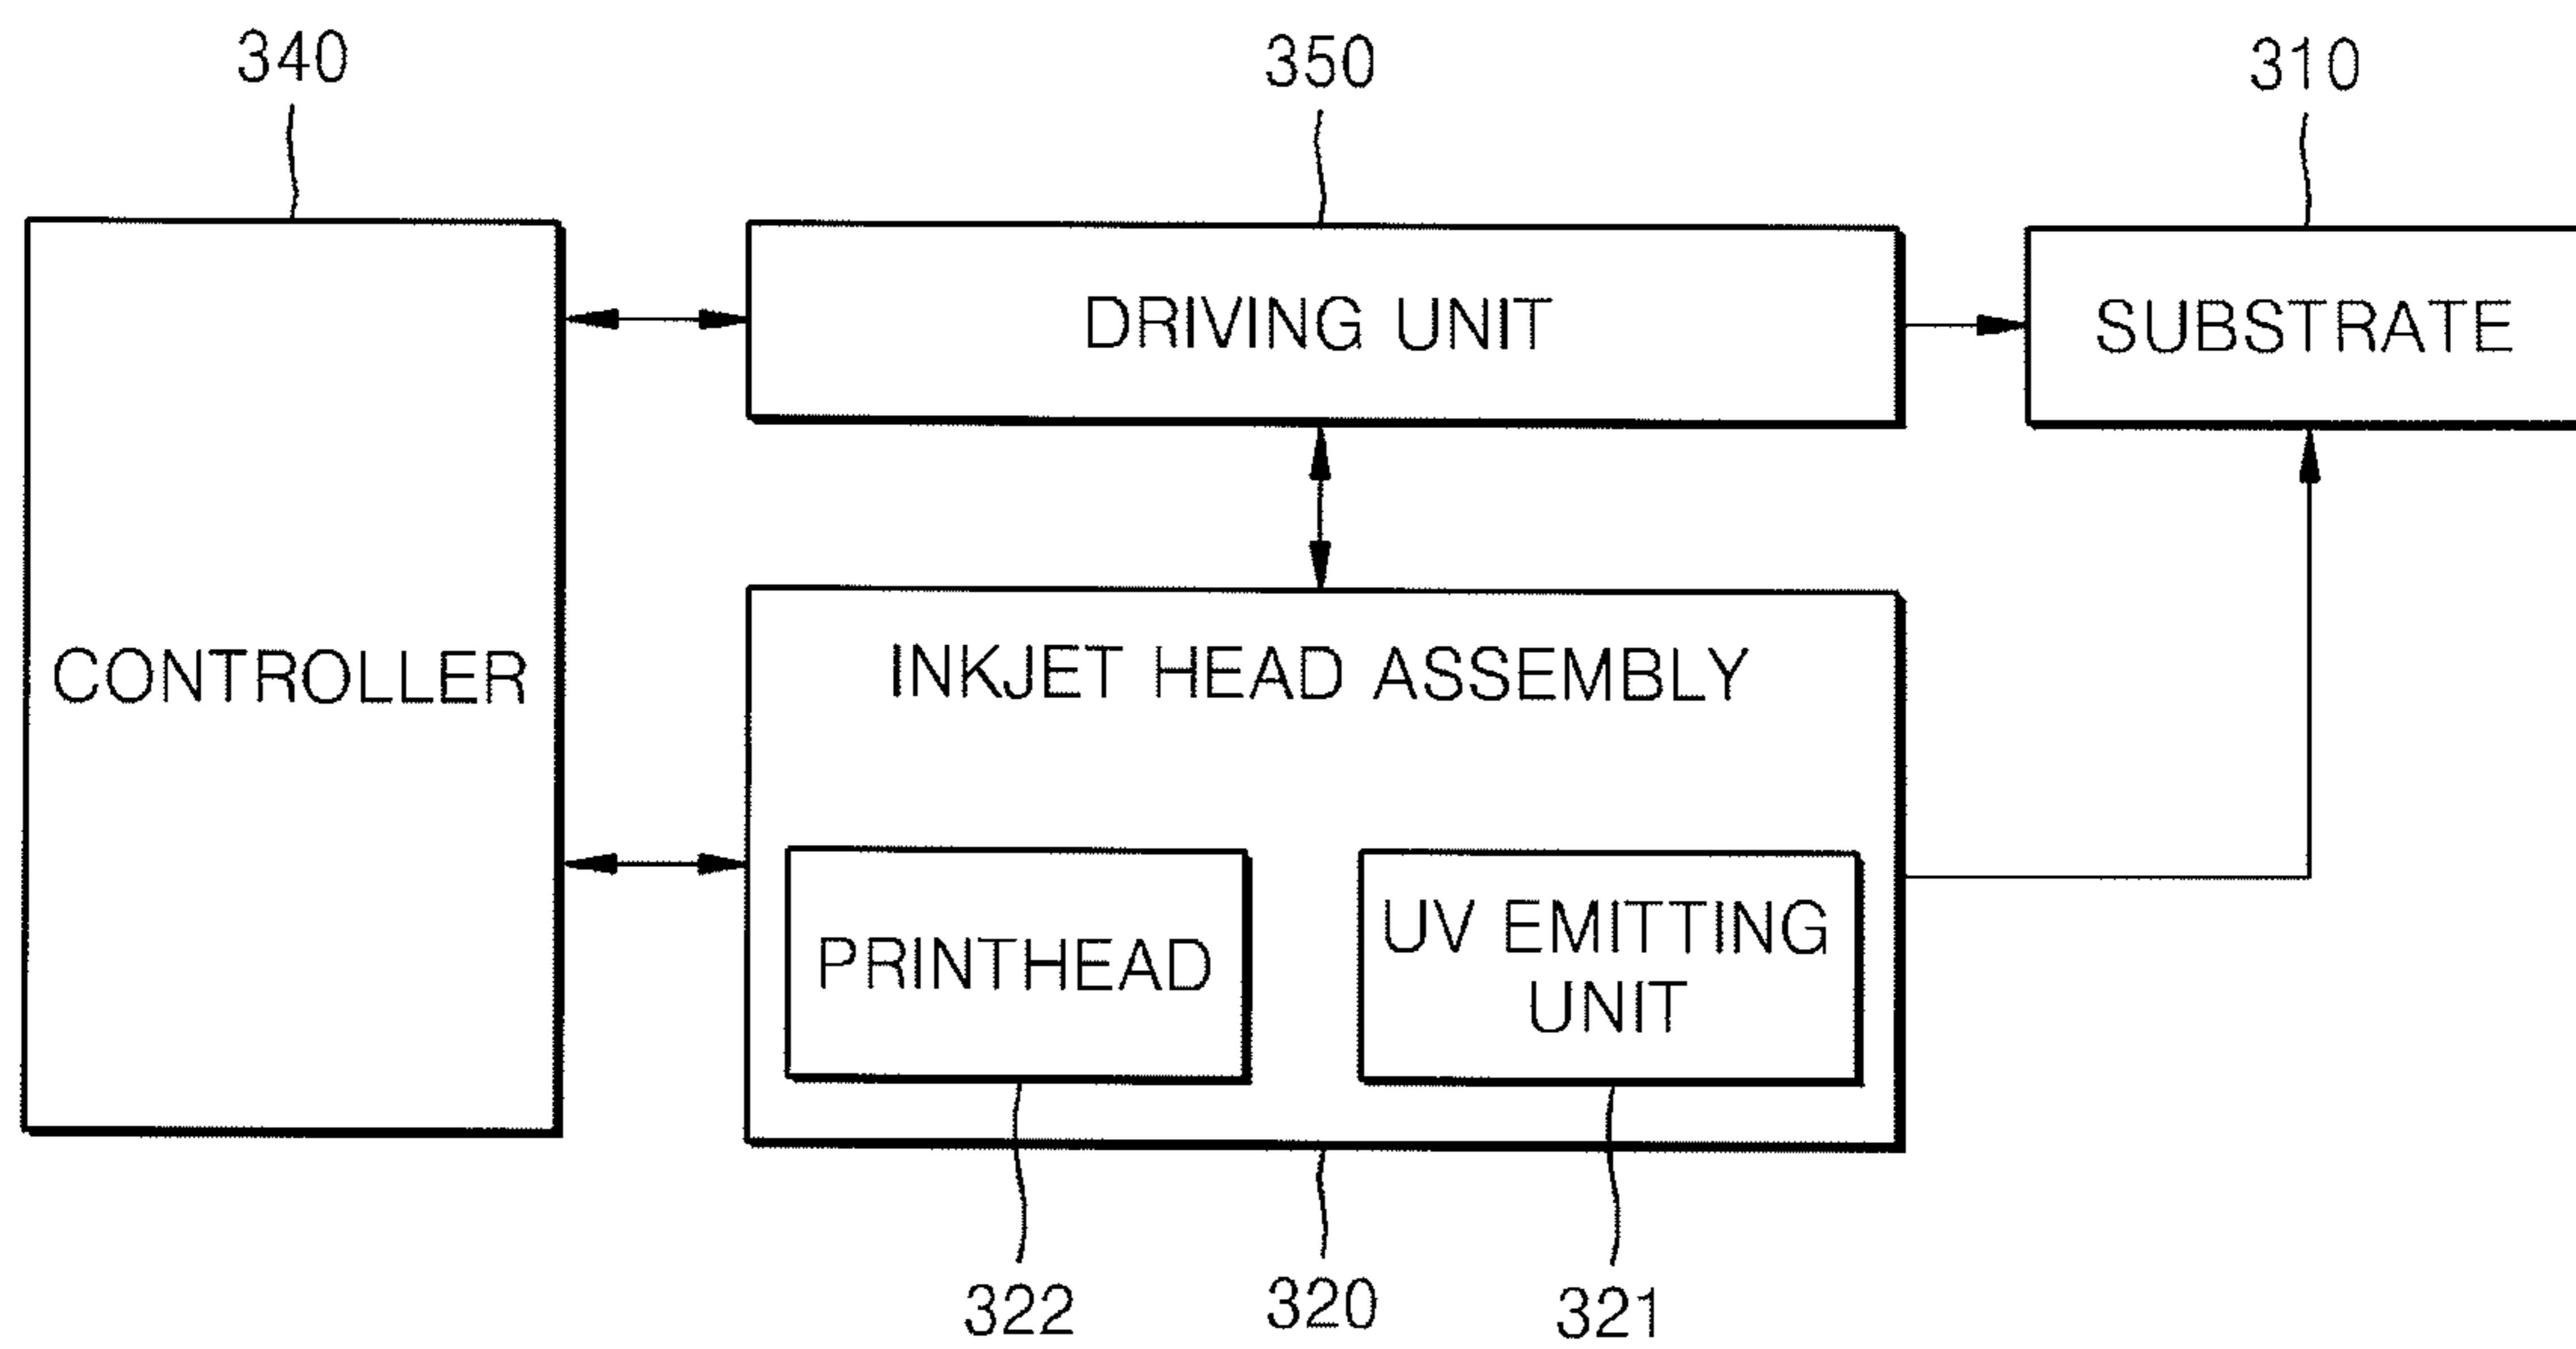 340
350
310
DRIVING UNIT
SUBSTRATE
CONTROLLER
INKJET HEAD ASSEMBLY
PRINTHEAD
UV EMITTING
UNIT
322
320
321